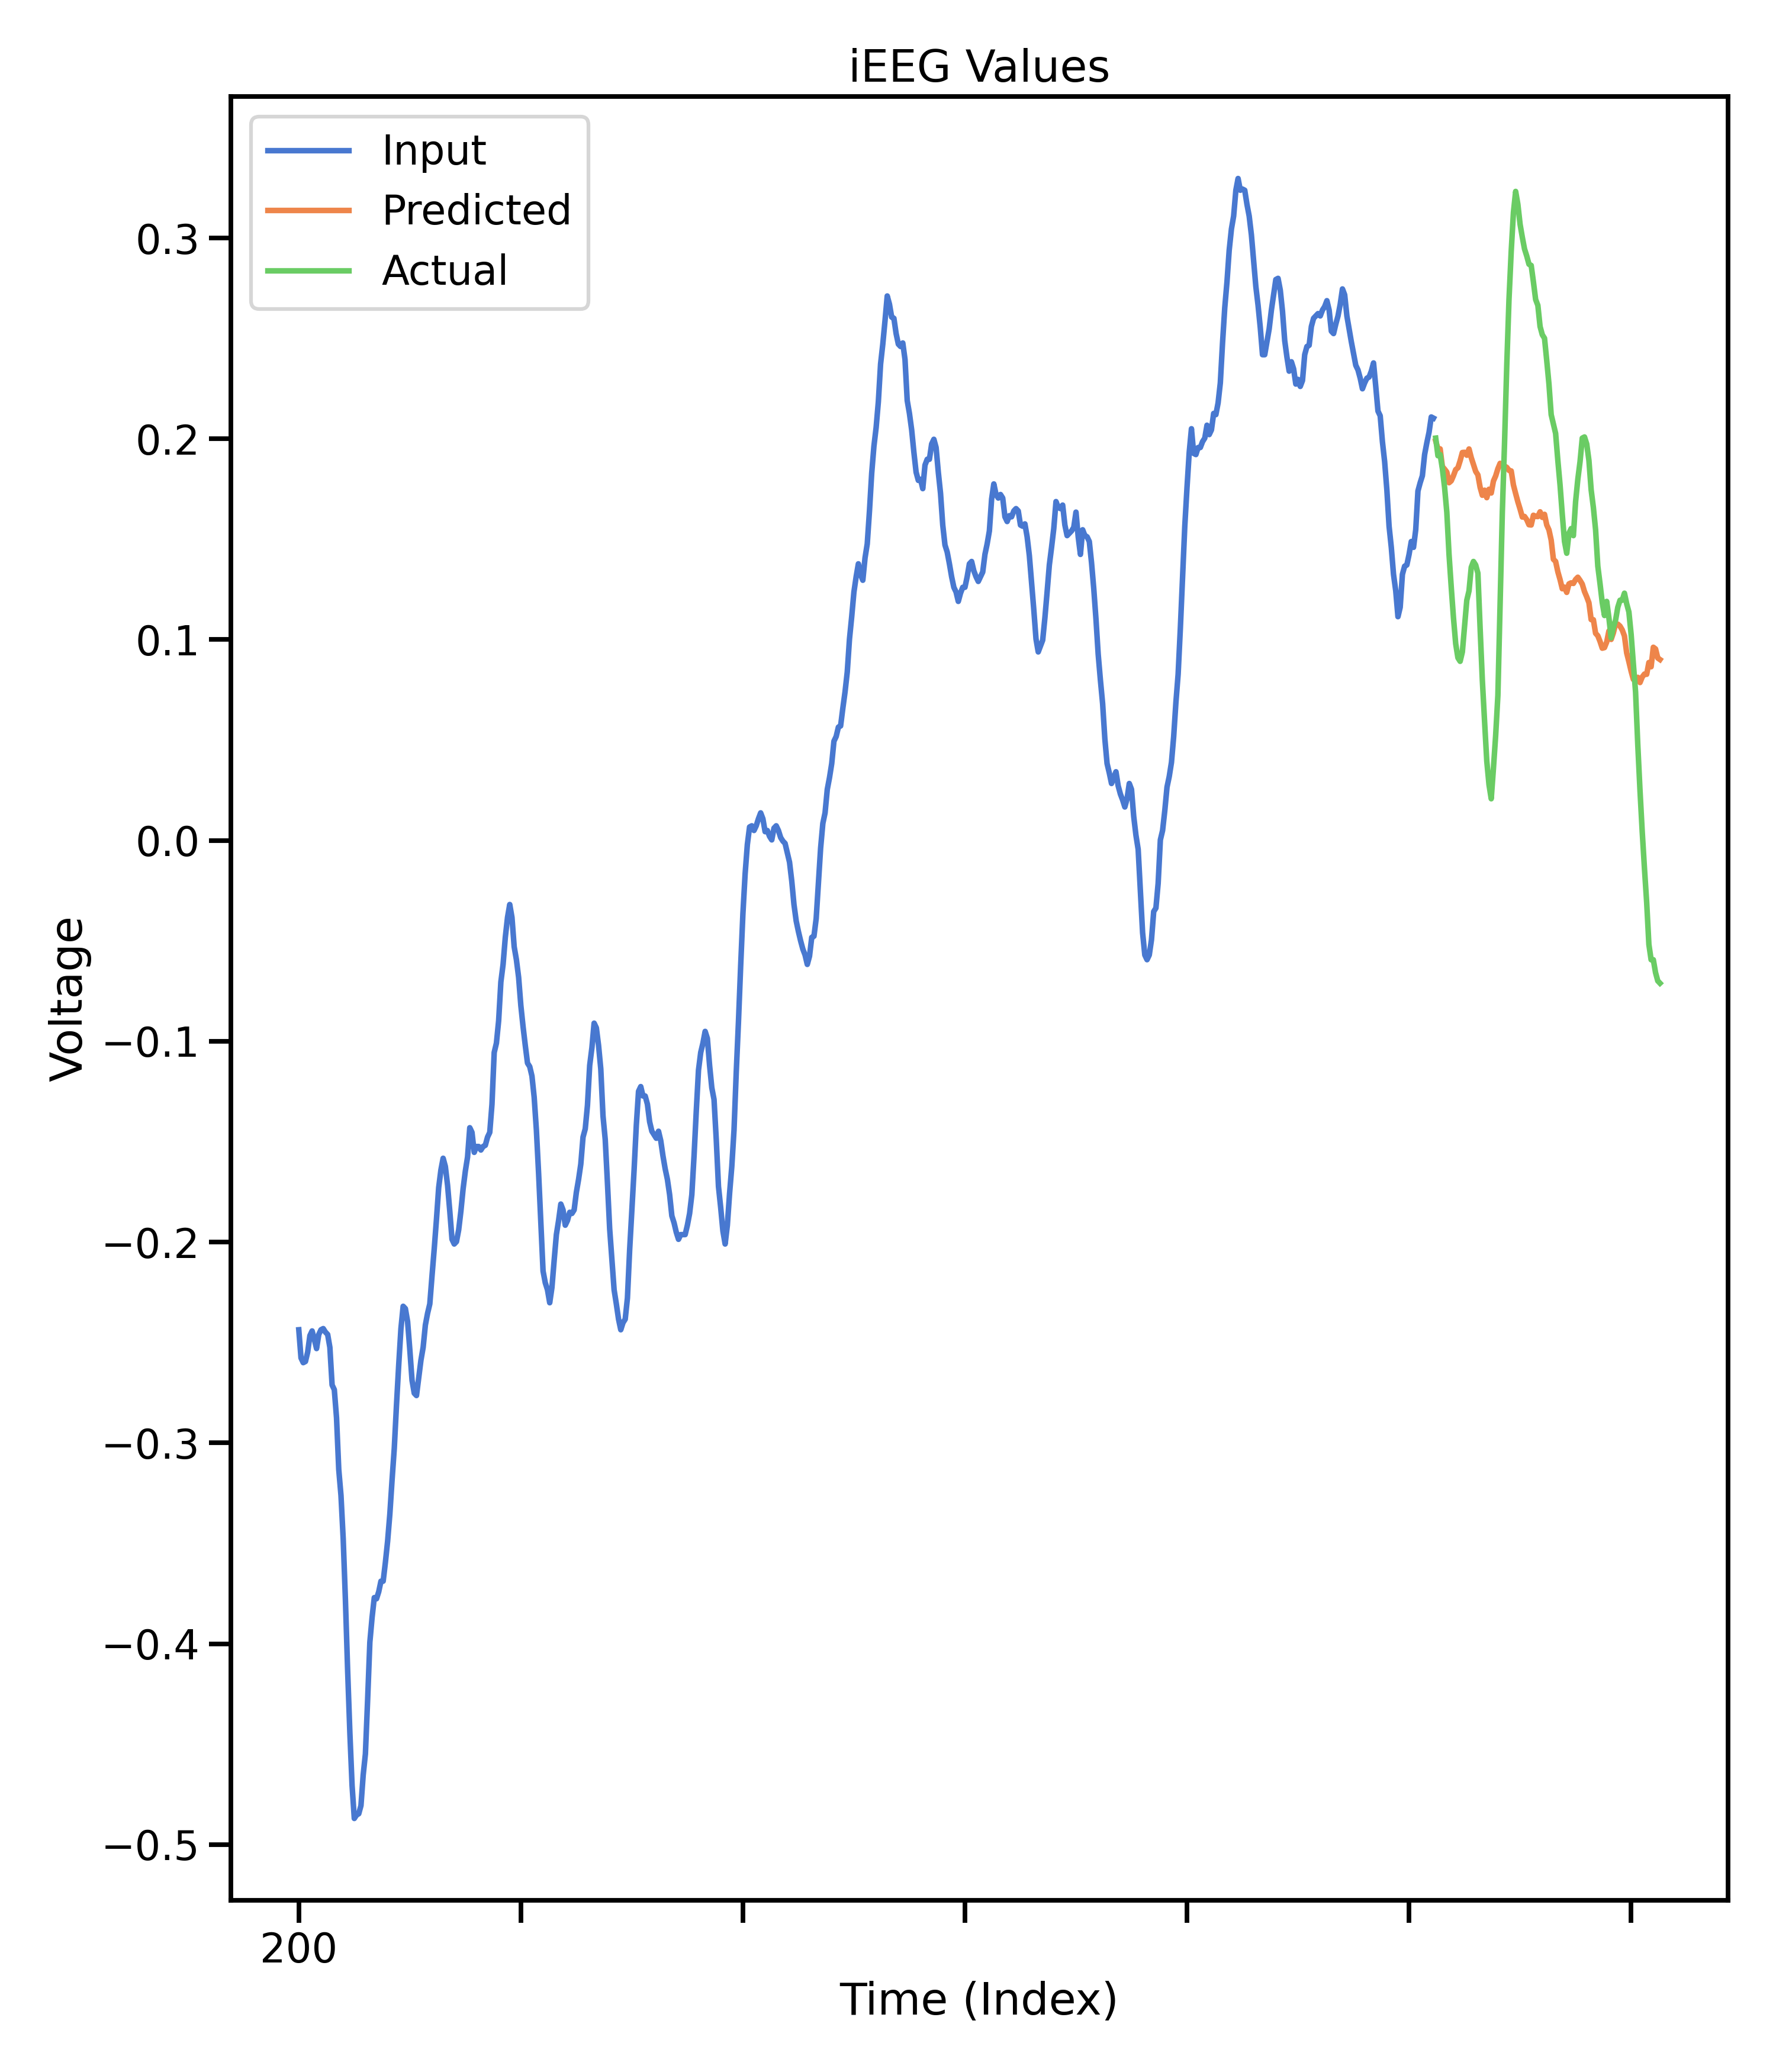 iEEG Values
Input
Predicted
Actual
0.3
0.2
0.1
0.0
−0.1
−0.2
−0.3
−0.4
−0.5
Voltage
200
Time (Index)